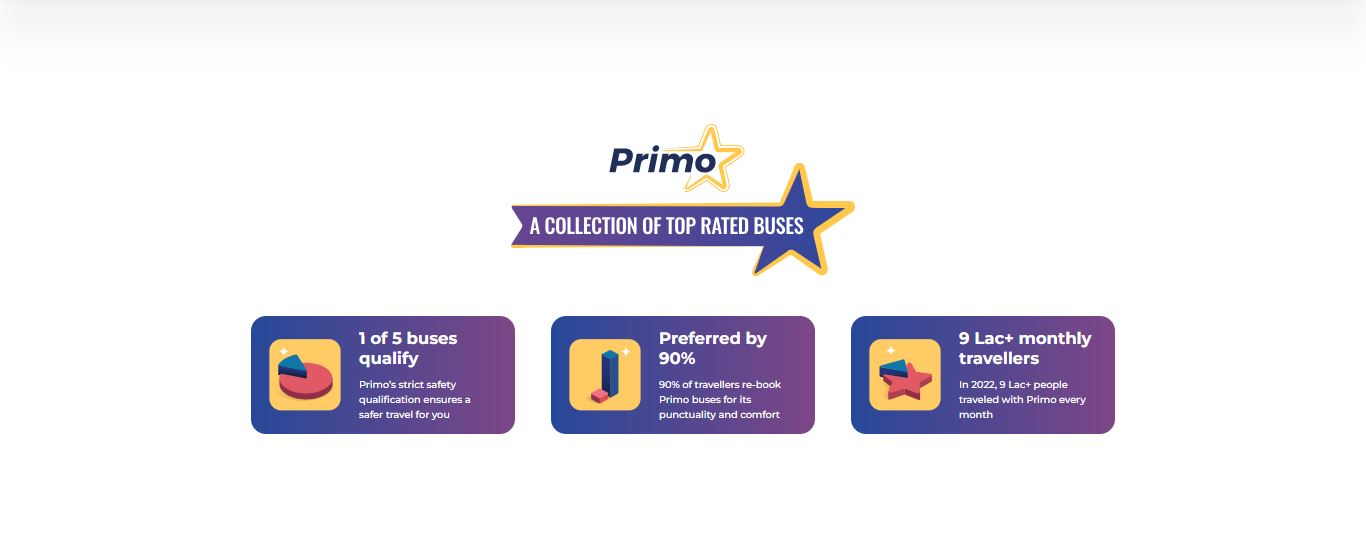 Primo
A COLLECTION OF TOP RATED BUSES
1 of 5 buses
qualify
Primo's strict safety
qualification ensures a
safer travel for you
Preferred by
90%
90% of travellers re-book
Primo buses for its
punctuality and comfort
9 Lac+ monthly
travellers
In 2022, 9 Lac+ people
traveled with Primo every
month